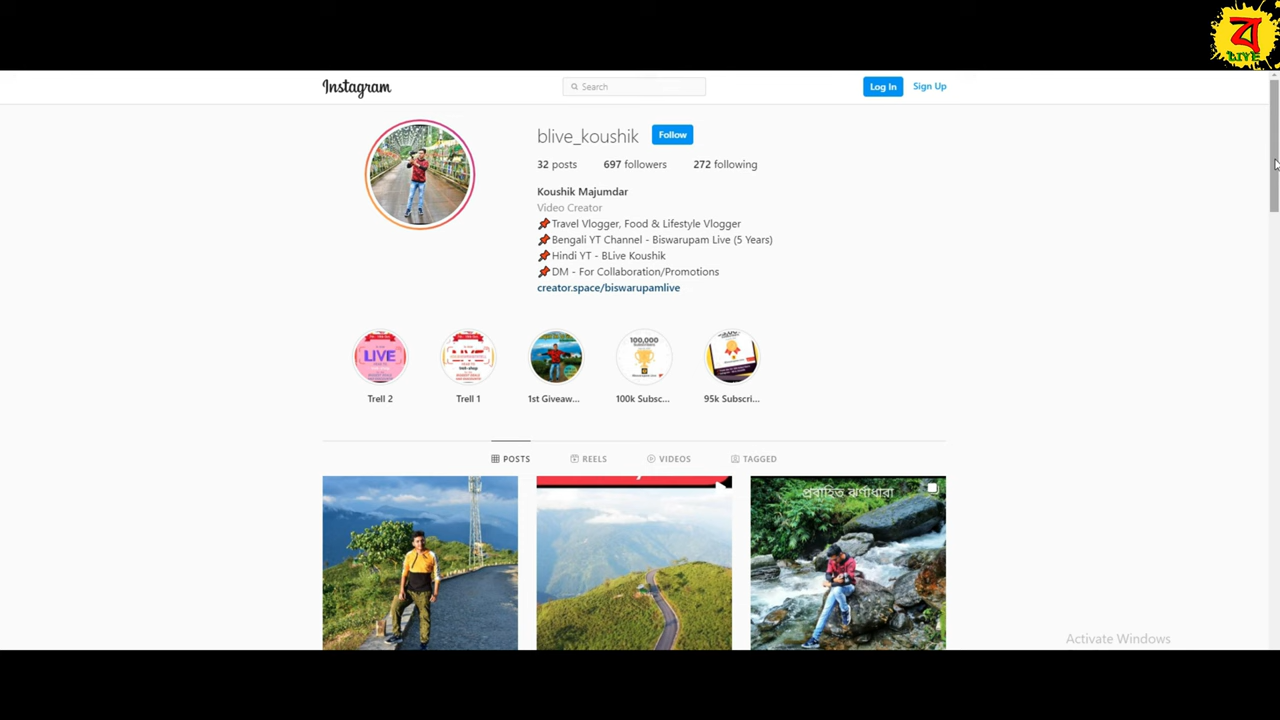 ব
LIVE
Instagram
Search
Log In
Sign Up
blive_koushik
Follow
32 posts 697 followers 272 following
Koushik Majumdar
Video Creator
📌Travel Vlogger, Food & Lifestyle Vlogger
📌Bengali YT Channel - Biswarupam Live (5 Years)
📌Hindi YT - BLive Koushik
📌DM - For Collaboration/Promotions
creator.space/biswarupamlive
LIVE
100,000
Trell 2
Trell 1
1st Giveaw...
100k Subsc...
95k Subscri...
POSTS
REELS
VIDEOS
TAGGED
প্রবাহিত ঝর্ণাধারা
Activate Windows